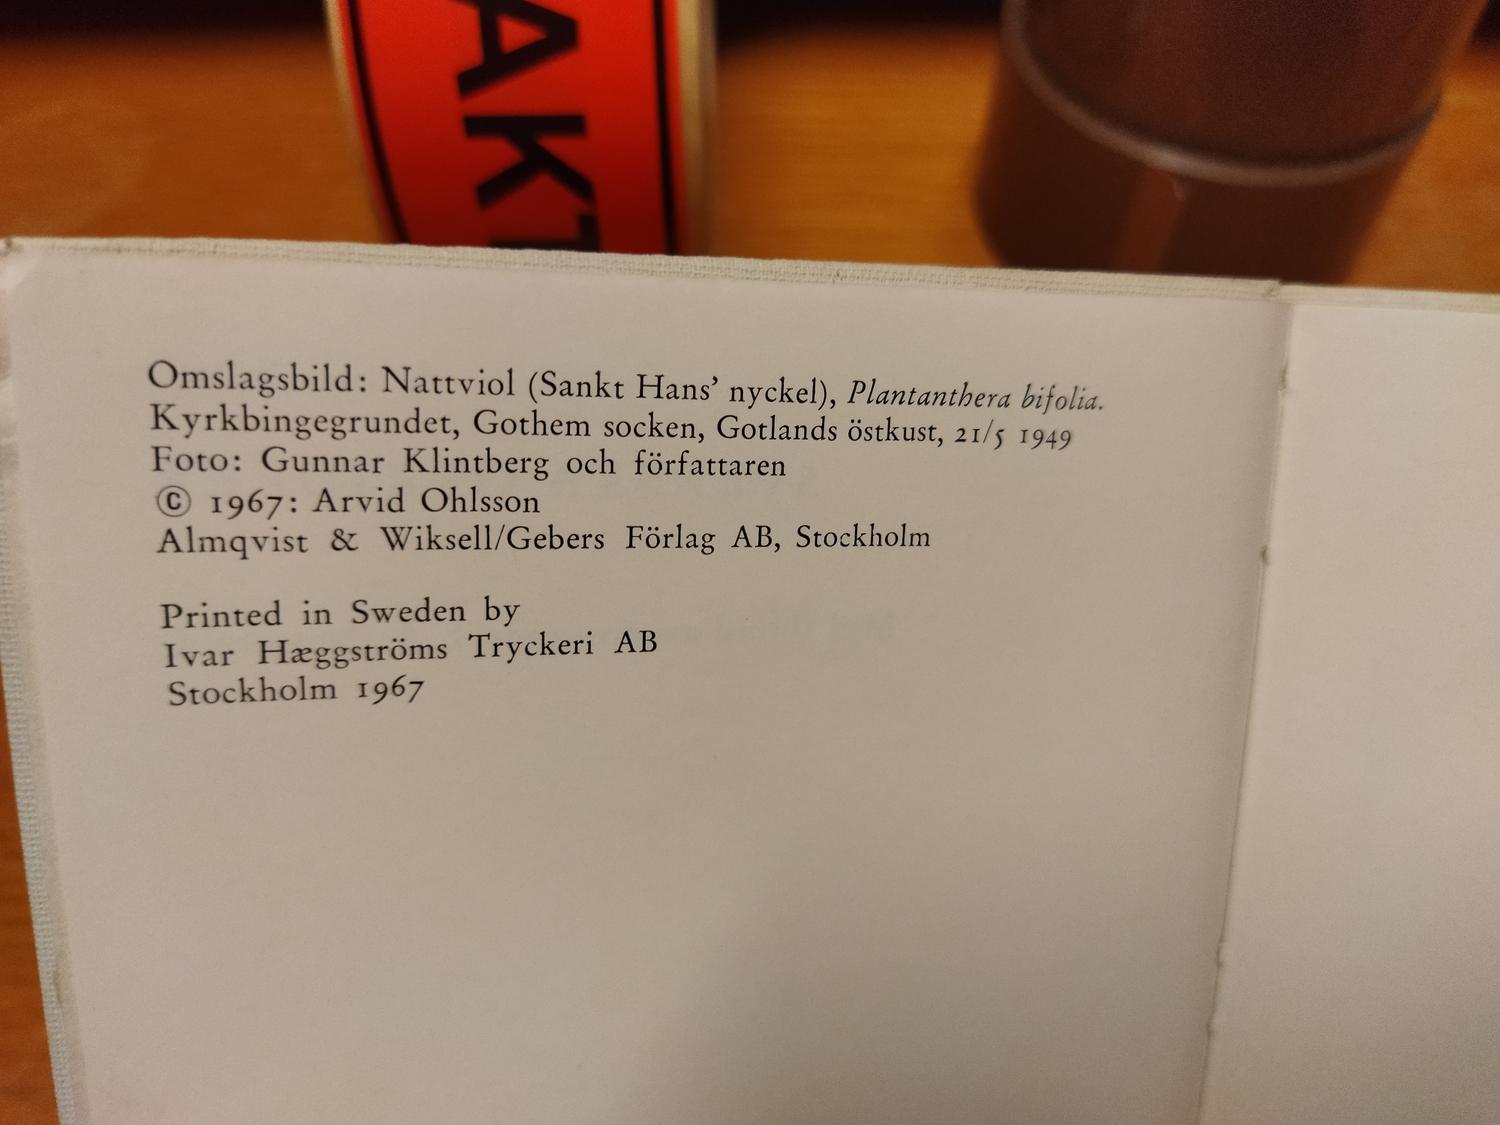 AKT
Omslagsbild: Nattviol (Sankt Hans’ nyckel), Plantanthera bifolia.
Kyrkbingegrundet, Gothem socken, Gotlands östkust, 21/5 1949
Foto: Gunnar Klintberg och författaren
© 1967: Arvid Ohlsson
Almqvist & Wiksell/Gebers Förlag AB, Stockholm
Printed in Sweden by
Ivar Hæggströms Tryckeri AB
Stockholm 1967